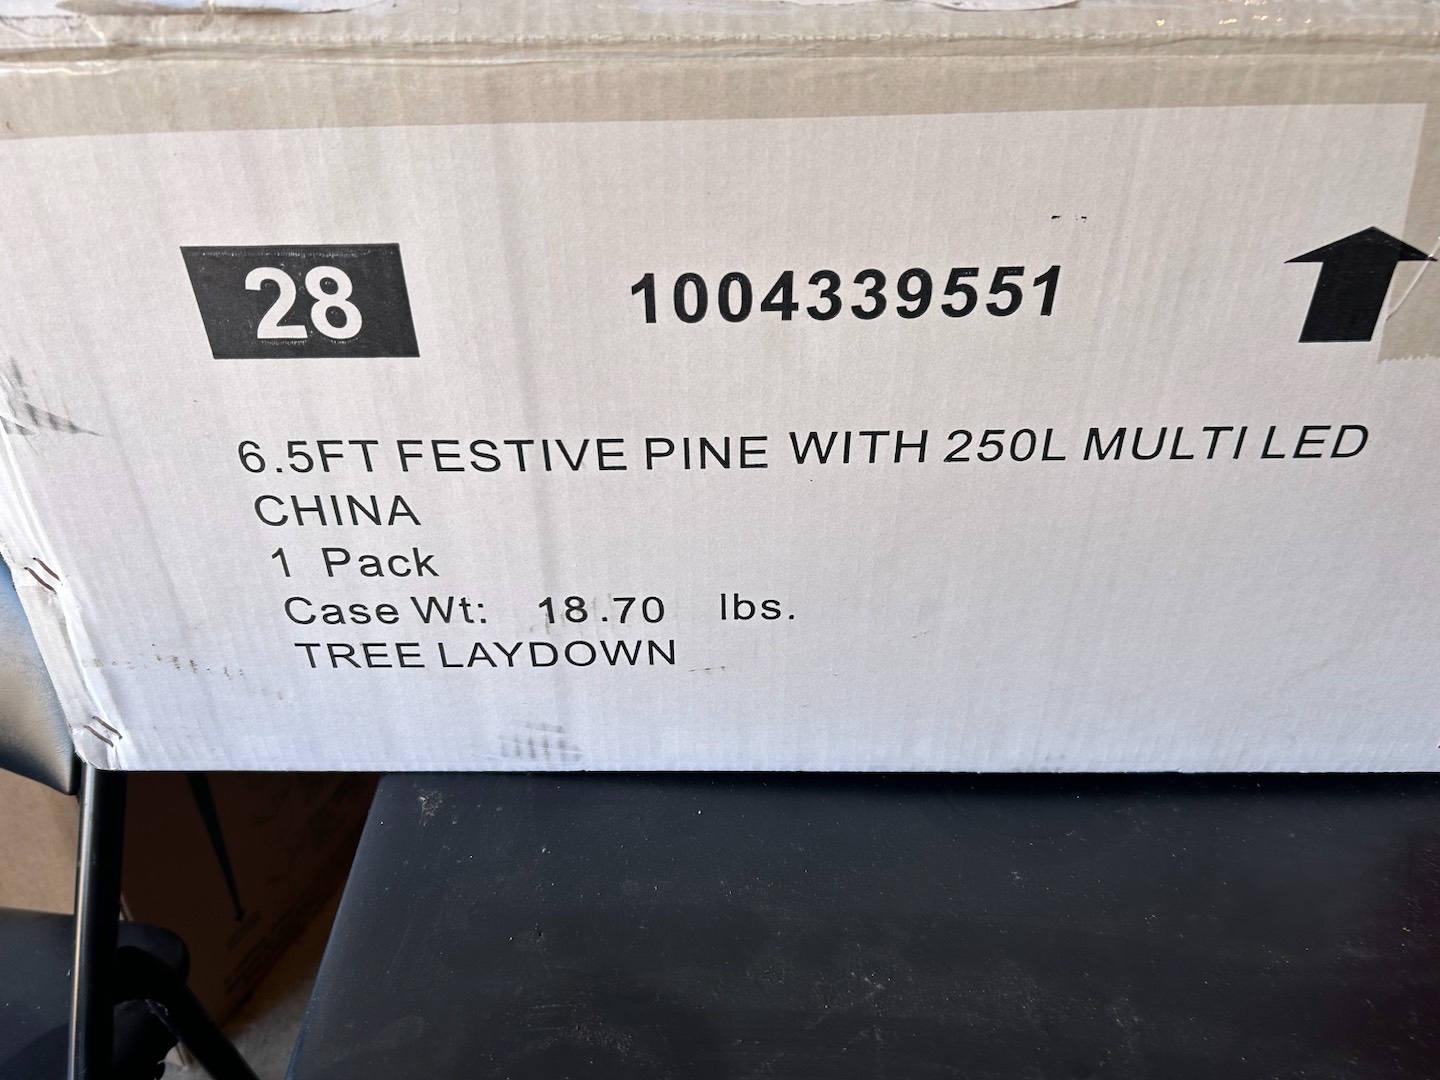 28
1004339551
6.5FT FESTIVE PINE WITH 250L MULTI LED
CHINA
1 Pack
Case Wt: 18.70 lbs.
TREE LAYDOWN